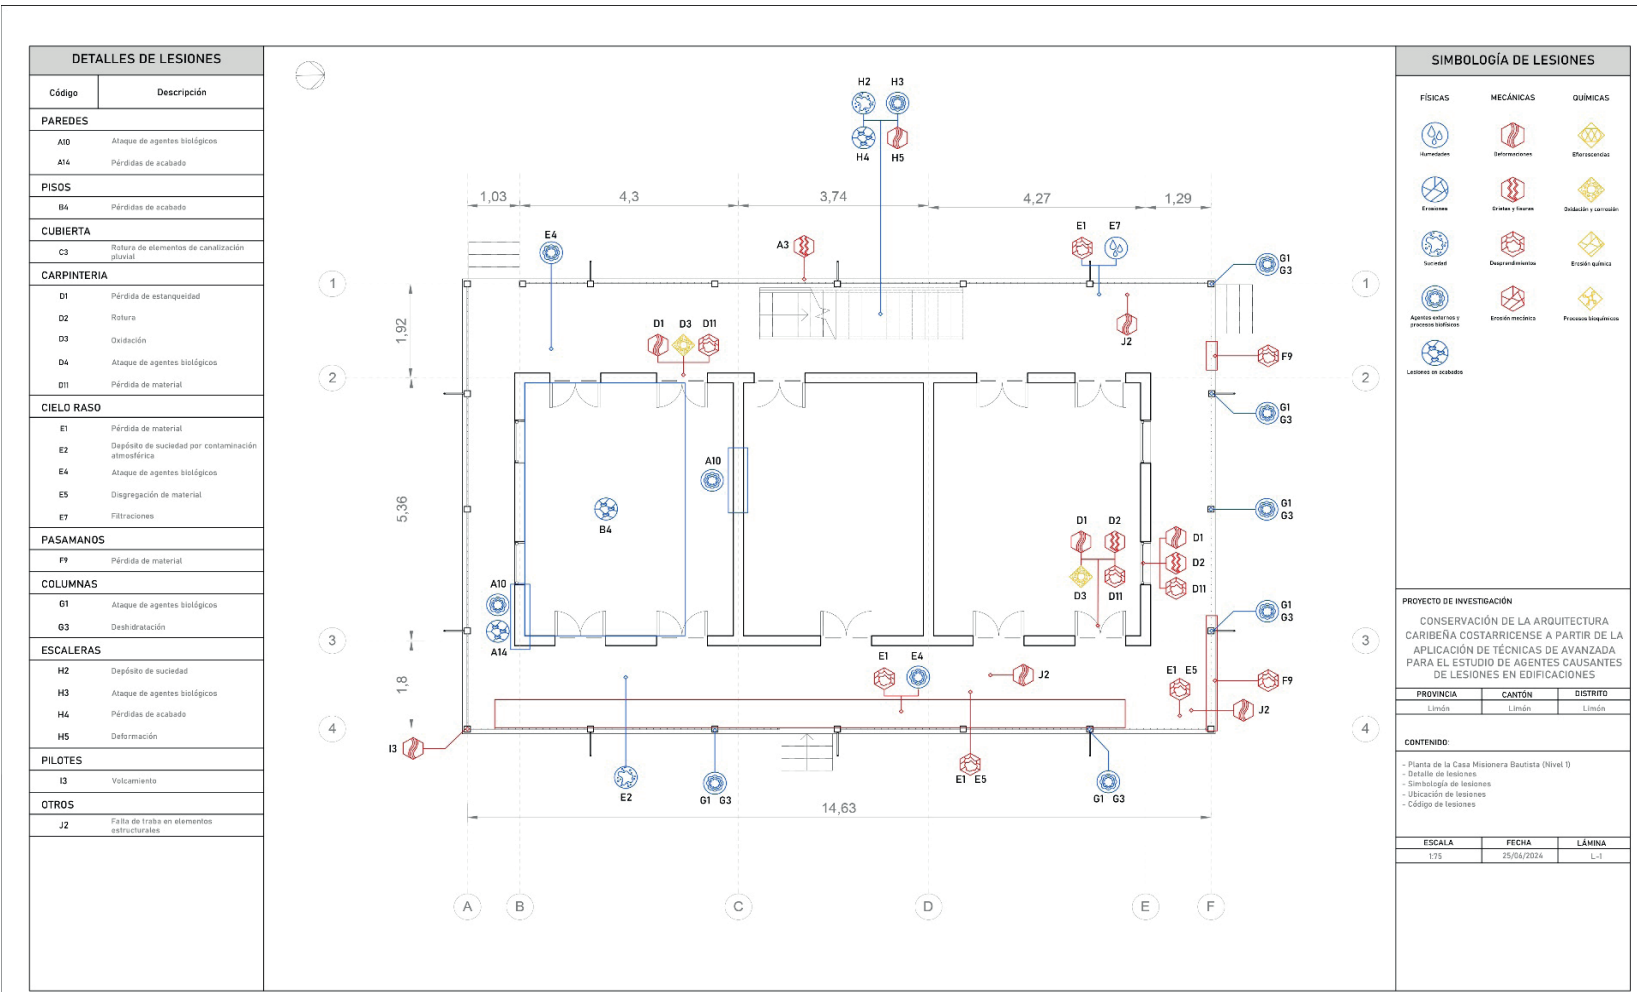 DETALLES DE LESIONES
Código
Descripción
PAREDES
A10 Ataque de agentes biológicos
A14 Pérdidas de acabado
PISOS
B4 Pérdidas de acabado
CUBIERTA
C3 Rotura de elementos de canalización
pluvial
CARPINTERIA
D1 Pérdida de estanqueidad
D2 Rotura
D3 Oxidación
D4 Ataque de agentes biológicos
D11 Pérdida de material
CIELO RASO
E1 Pérdida de material
E2 Depósito de suciedad por contaminación
atmosférica
E4 Ataque de agentes biológicos
E5 Disgregación de material
E7 Filtraciones
PASAMANOS
F9 Pérdida de material
COLUMNAS
G1 Ataque de agentes biológicos
G3 Deshidratación
ESCALERAS
H2 Depósito de suciedad
H3 Ataque de agentes biológicos
H4 Pérdidas de acabado
H5 Deformación
PILOTES
I3 Volcamiento
OTROS
J2 Falla de traba en elementos
estructurales
H2 H3
H4 H5
1,03 4,3 3,74 4,27 1,29
E4
A3
E1 E7
G1
G3
1 1
1,92
D1 D3 D11
J2
F9
2 2
G1
G3
A10
5,36
B4
G1
G3
D1 D2
D3 D11
D1
D2
D11
A10
A14
G1
G3
3 3
1,8
E1 E4
J2
E1 E5
F9
J2
4 4
I3
E2
G1 G3
E1 E5
G1 G3
14,63
A B C D E F
SIMBOLOGÍA DE LESIONES
FÍSICAS MECÁNICAS QUÍMICAS
Humedades Deformaciones Eflorescencias
Erosiones Grietas y fisuras Oxidación y corrosión
Suciedad Desprendimientos Erosión química
Agentes externos y
procesos biofísicos
Erosión mecánica Procesos bioquímicos
Lesiones en acabados
PROYECTO DE INVESTIGACIÓN
CONSERVACIÓN DE LA ARQUITECTURA
CARIBEÑA COSTARRICENSE A PARTIR DE LA
APLICACIÓN DE TÉCNICAS DE AVANZADA
PARA EL ESTUDIO DE AGENTES CAUSANTES
DE LESIONES EN EDIFICACIONES
PROVINCIA CANTÓN DISTRITO
Limón Limón Limón
CONTENIDO:
- Planta de la Casa Misionera Bautista (Nivel 1)
- Detalle de lesiones
- Simbología de lesiones
- Ubicación de lesiones
- Código de lesiones
ESCALA FECHA LÁMINA
1:75 25/06/2024 L-1